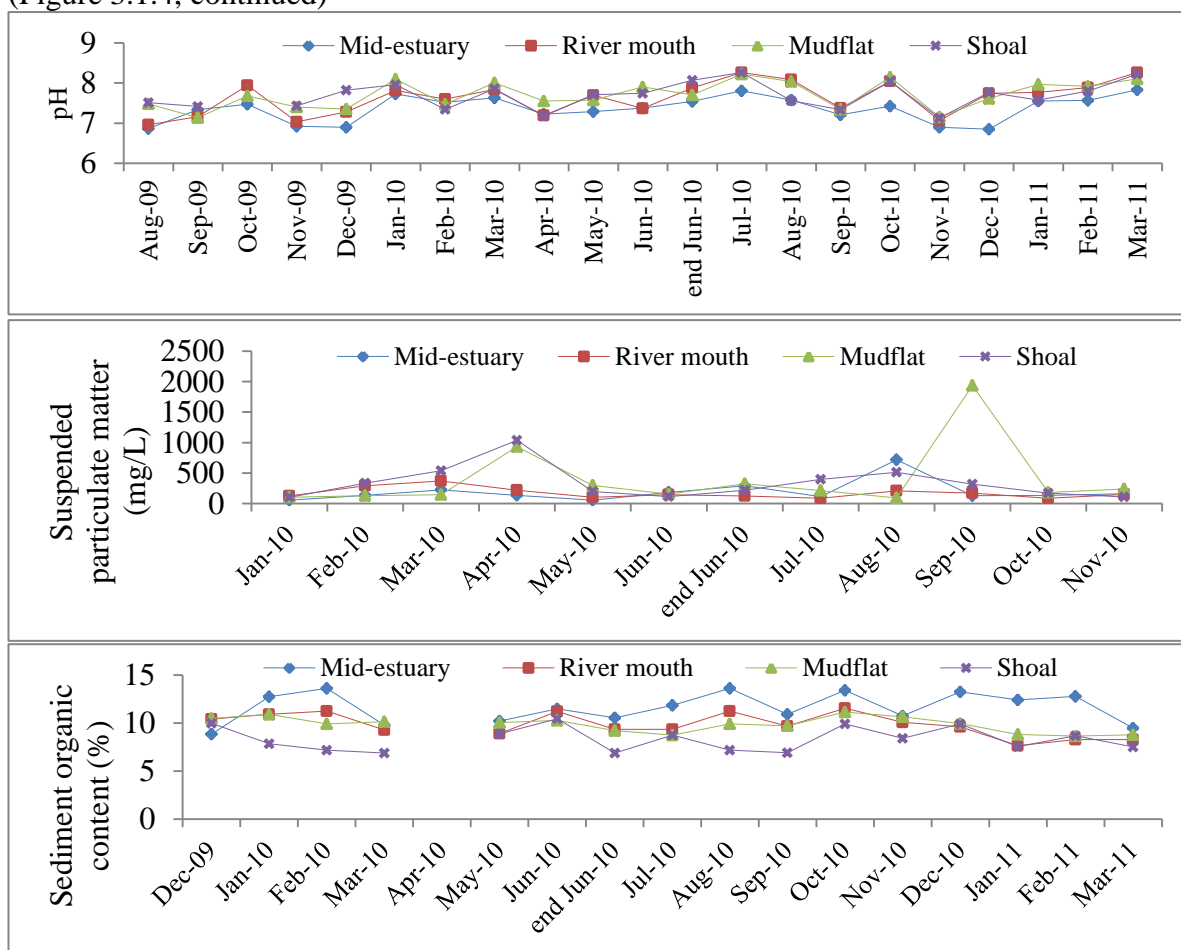 (Figure 3.1.4, continued)
Mid-estuary River mouth Mudflat Shoal
9
8
7
6
pH
Aug-09 Sep-09 Oct-09 Nov-09 Dec-09 Jan-10 Feb-10 Mar-10 Apr-10 May-10 Jun-10 end Jun-10 Jul-10 Aug-10 Sep-10 Oct-10 Nov-10 Dec-10 Jan-11 Feb-11 Mar-11
Mid-estuary River mouth Mudflat Shoal
2500
2000
1500
1000
500
0
Suspended
particulate matter
(mg/L)
Jan-10 Feb-10 Mar-10 Apr-10 May-10 Jun-10 end Jun-10 Jul-10 Aug-10 Sep-10 Oct-10 Nov-10
Mid-estuary River mouth Mudflat Shoal
15
10
5
0
Sediment organic
content (%)
Dec-09 Jan-10 Feb-10 Mar-10 Apr-10 May-10 Jun-10 end Jun-10 Jul-10 Aug-10 Sep-10 Oct-10 Nov-10 Dec-10 Jan-11 Feb-11 Mar-11